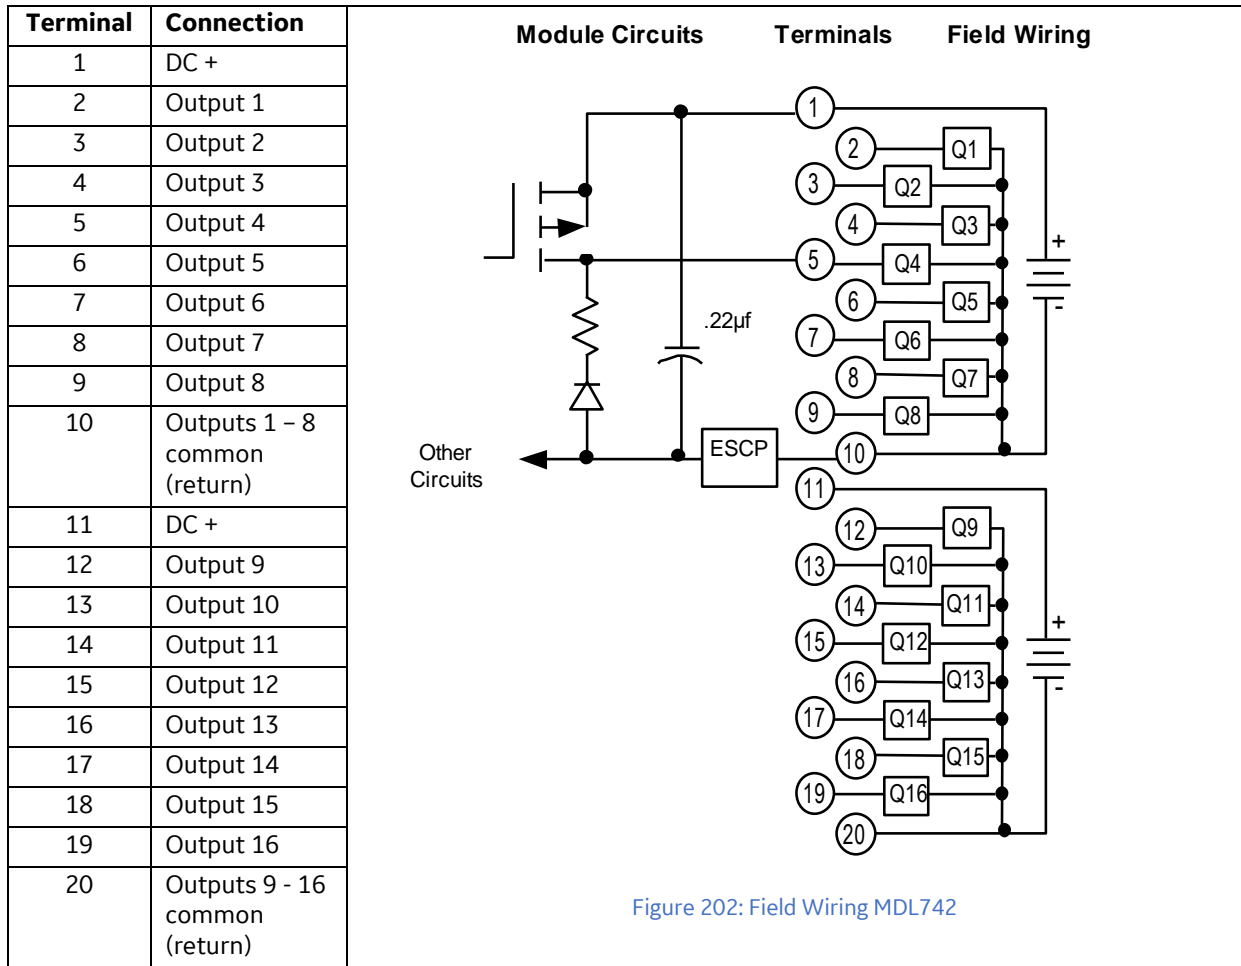 Terminal Connection
1 DC +
2 Output 1
3 Output 2
4 Output 3
5 Output 4
6 Output 5
7 Output 6
8 Output 7
9 Output 8
10 Outputs 1 – 8
common
(return)
11 DC +
12 Output 9
13 Output 10
14 Output 11
15 Output 12
16 Output 13
17 Output 14
18 Output 15
19 Output 16
20 Outputs 9 - 16
common
(return)
Module Circuits Terminals Field Wiring
1
2 Q1
3 Q2
4 Q3
+
5 Q4
6 Q5
-
.22µf
7 Q6
8 Q7
9 Q8
Other
Circuits
ESCP
10
11
12 Q9
13 Q10
14 Q11
+
15 Q12
16 Q13
-
17 Q14
18 Q15
19 Q16
20
Figure 202: Field Wiring MDL742